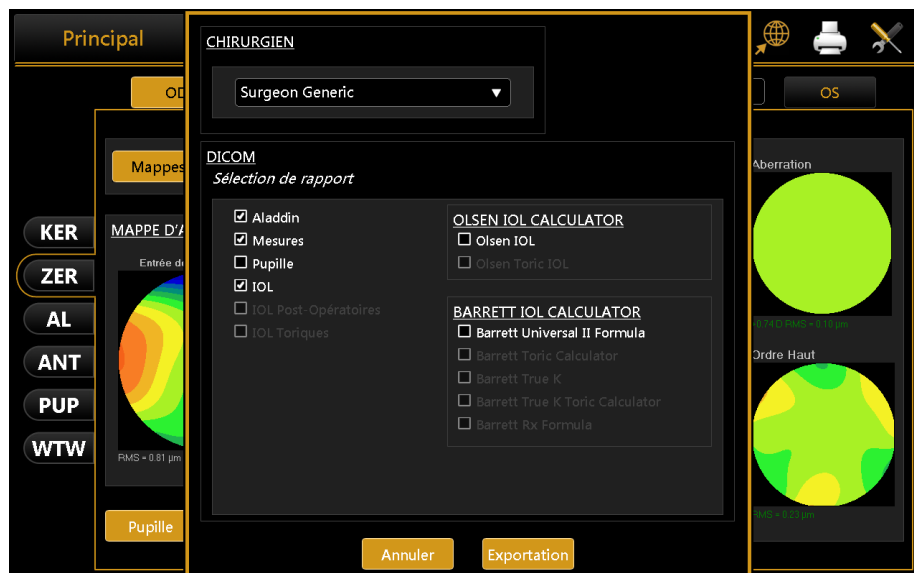 Principal
OD
OS
Mappes
MAPPE D'A
Entrée de
RMS = 0.81 µm
Pupille
KER
ZER
AL
ANT
PUP
WTW
CHIRURGIEN
Surgeon Generic
DICOM
Sélection de rapport
Aladdin
Mesures
Pupille
IOL
IOL Post-Opératoires
IOL Toriques
OLSEN IOL CALCULATOR
Olsen IOL
Olsen Toric IOL
BARRETT IOL CALCULATOR
Barrett Universal II Formula
Barrett Toric Calculator
Barrett True K
Barrett True K Toric Calculator
Barrett Rx Formula
Annuler
Exportation
Aberration
0.74 D RMS = 0.10 µm
Ordre Haut
RMS = 0.23 µm